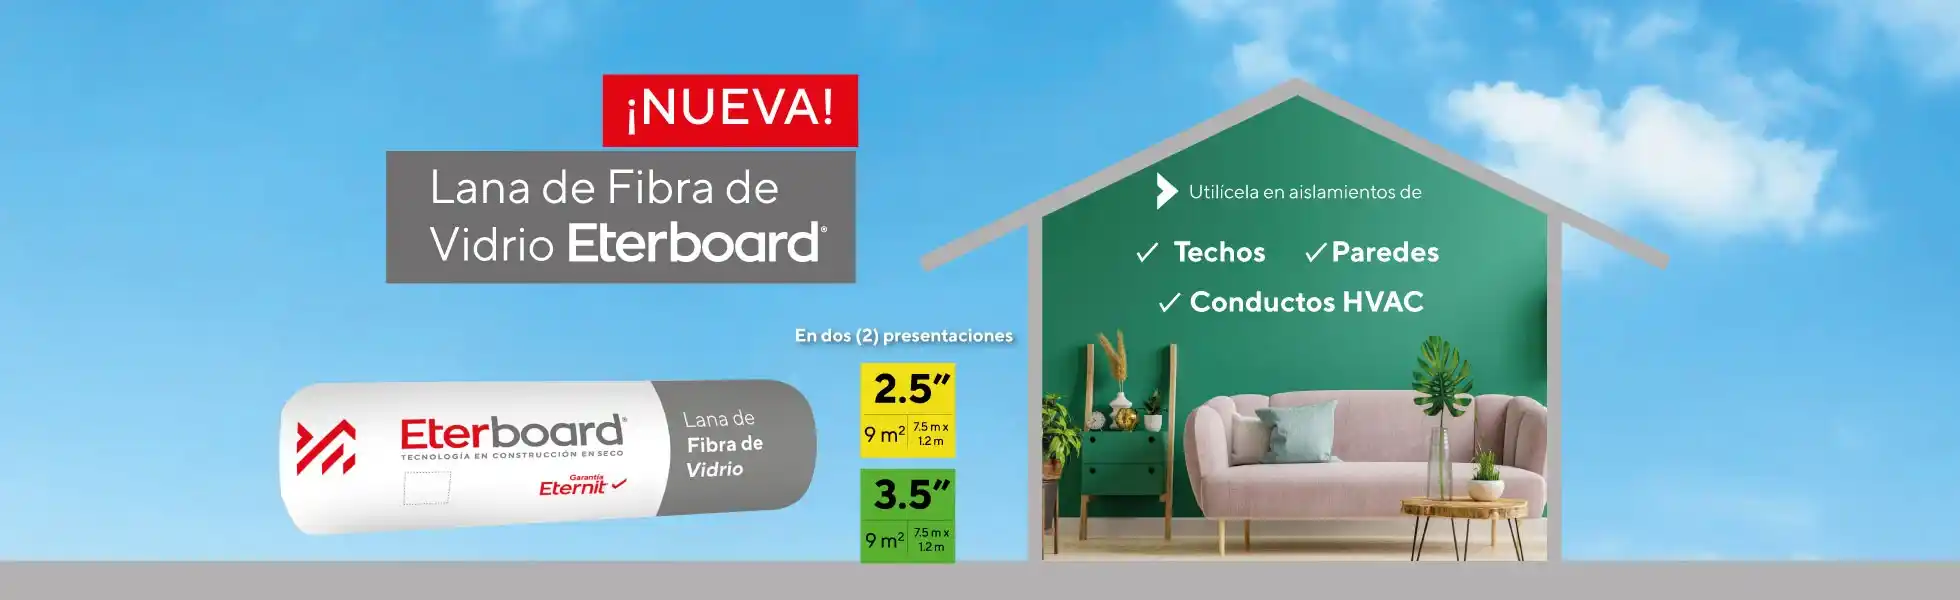 ¡NUEVA!
Lana de Fibra de
Vidrio Eterboard®
Utilícela en aislamientos de
✓ Techos ✓ Paredes
✓ Conductos HVAC
En dos (2) presentaciones
2.5”
9 m² 7.5 m x
1.2 m
3.5”
9 m² 7.5 m x
1.2 m
Eterboard®
TECNOLOGÍA EN CONSTRUCCIÓN EN SECO
Garantía
Eternit
Lana de
Fibra de
Vidrio